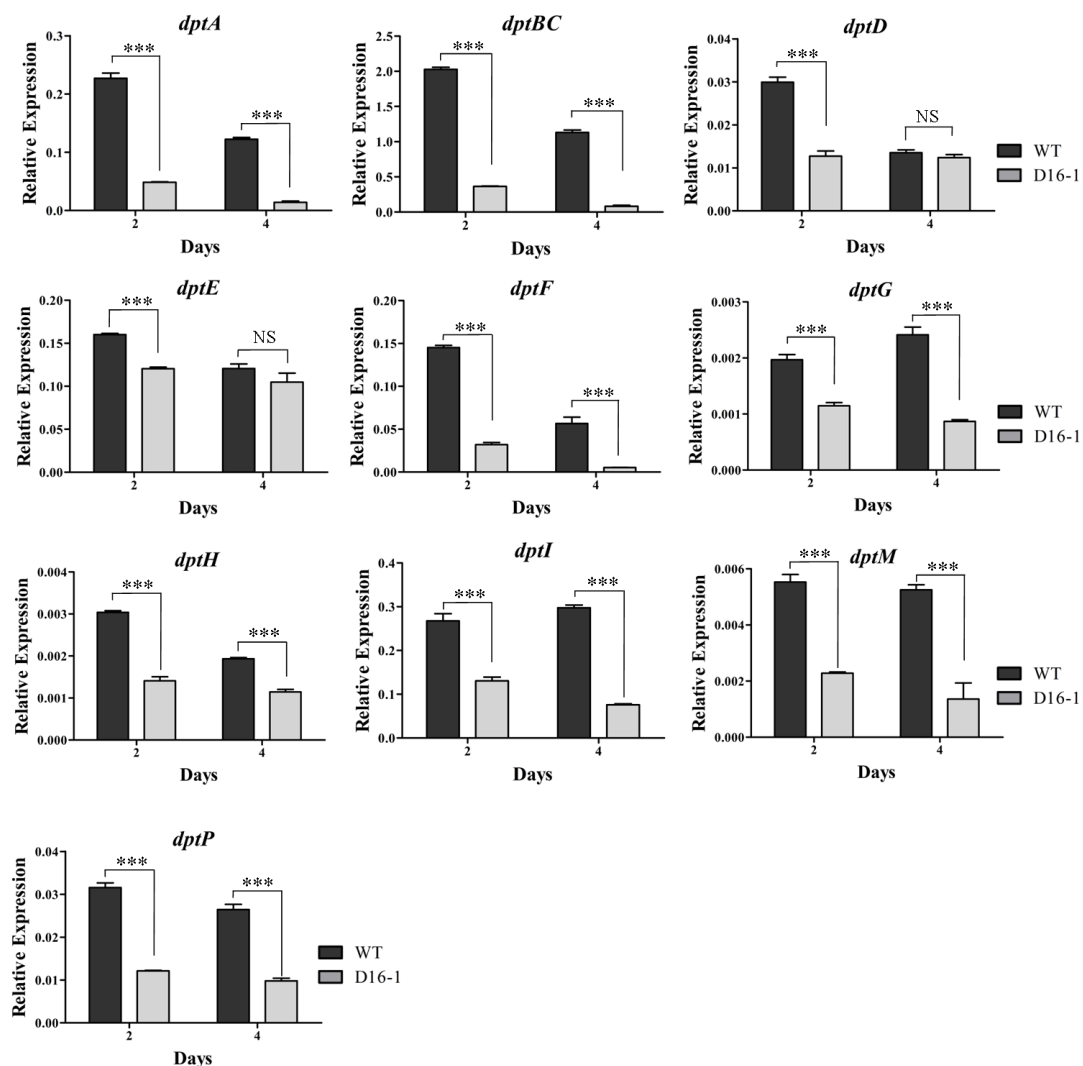 dptA
Relative Expression
0.3
0.2
0.1
0.0
***
***
2
4
Days
dptBC
Relative Expression
2.5
2.0
1.5
1.0
0.5
0.0
***
***
2
4
Days
dptD
Relative Expression
0.04
0.03
0.02
0.01
0.00
***
NS
2
4
Days
WT
D16-1
dptE
Relative Expression
0.20
0.15
0.10
0.05
0.00
***
NS
2
4
Days
dptF
Relative Expression
0.20
0.15
0.10
0.05
0.00
***
***
2
4
Days
dptG
Relative Expression
0.003
0.002
0.001
0.000
***
***
2
4
Days
WT
D16-1
dptH
Relative Expression
0.004
0.003
0.002
0.001
0.000
***
***
2
4
Days
dptI
Relative Expression
0.4
0.3
0.2
0.1
0.0
***
***
2
4
Days
dptM
Relative Expression
0.006
0.004
0.002
0.000
***
***
2
4
Days
WT
D16-1
dptP
Relative Expression
0.04
0.03
0.02
0.01
0.00
***
***
2
4
Days
WT
D16-1